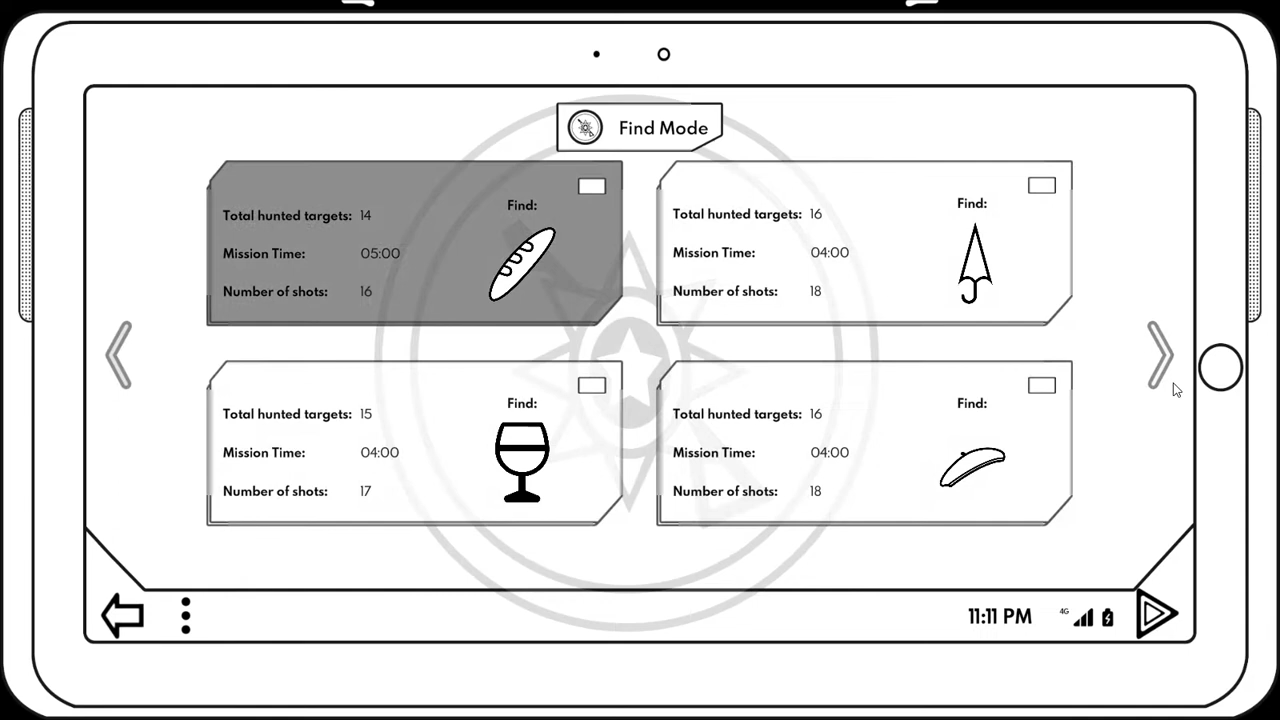 Find Mode
Find:
Total hunted targets: 14
Mission Time: 05:00
Number of shots: 16
Find:
Total hunted targets: 16
Mission Time: 04:00
Number of shots: 18
Find:
Total hunted targets: 15
Mission Time: 04:00
Number of shots: 17
Find:
Total hunted targets: 16
Mission Time: 04:00
Number of shots: 18
11:11 PM 4G